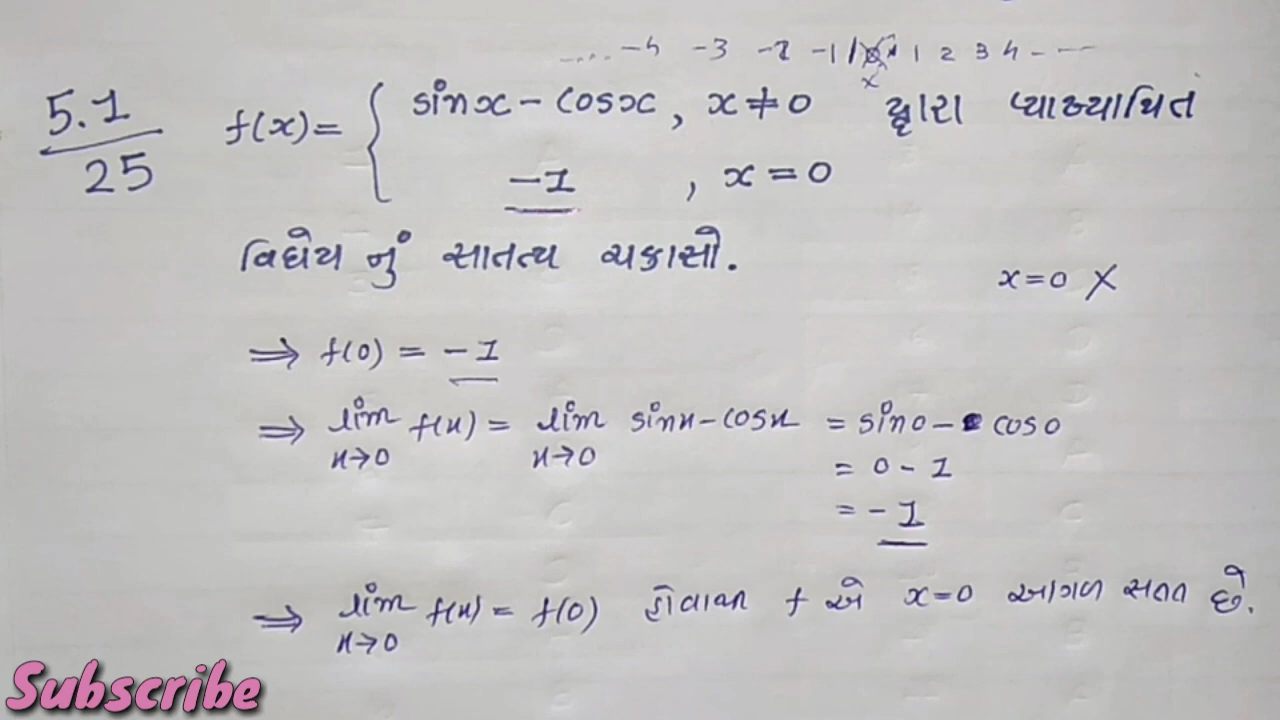 .... -4 -3 -2 -1 0 1 2 3 4 - ---
5.1/25 f(x) = { sinx - cosx, x ≠ 0 દ્વારા વ્યાખ્યાયિત
-1 , x = 0
વિધેય નું સાતત્ય ચકાસો.
x = 0 X
⇒ f(0) = -1
⇒ lim x→0 f(x) = lim x→0 sinx - cosx = sin0 - cos0
= 0 - 1
= -1
⇒ lim x→0 f(x) = f(0) હોવાથી f એ x=0 આગળ સતત છે.
Subscribe